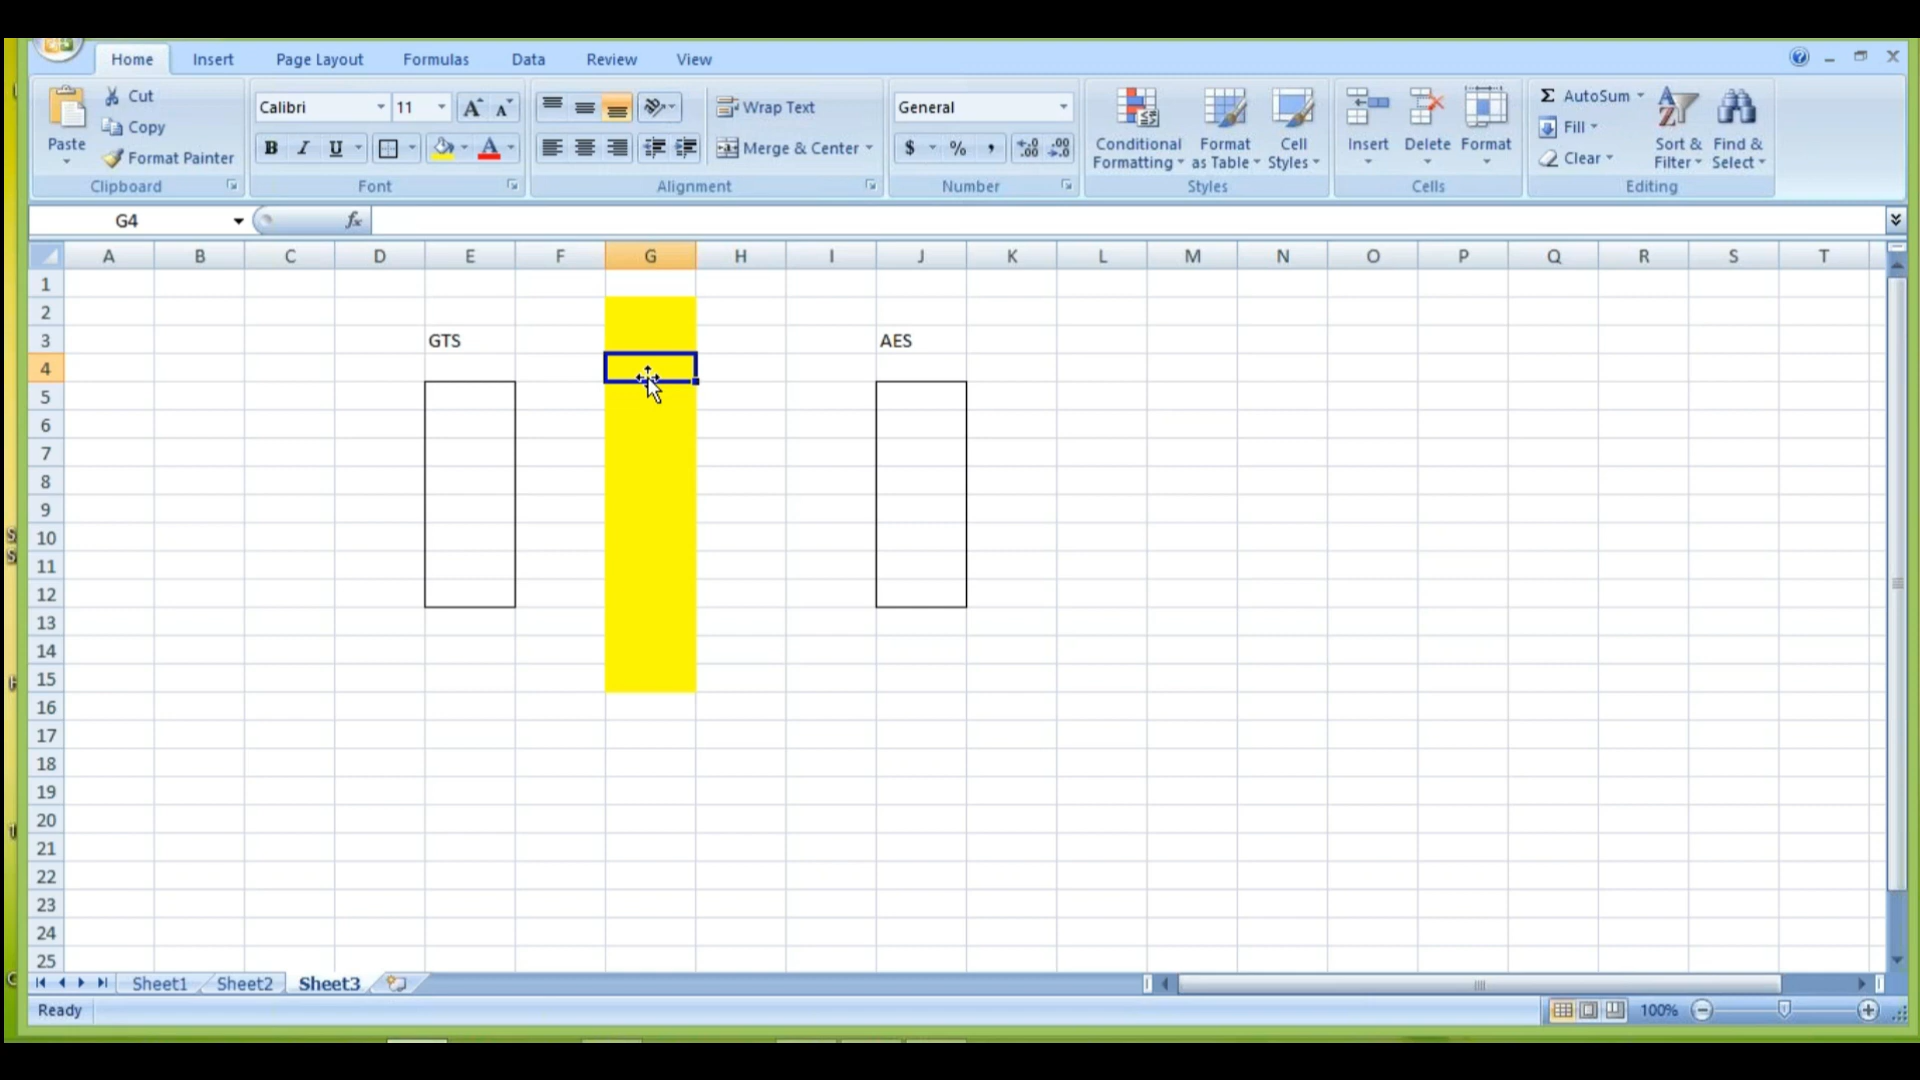 Home Insert Page Layout Formulas Data Review View
Cut
Copy
Format Painter
Paste
Clipboard
Calibri 11 A A
B I U A
Font
Wrap Text
Merge & Center
Alignment
General
$ % , .00 .00
Number
Conditional Formatting
Format as Table
Cell Styles
Styles
Insert Delete Format
Cells
Σ AutoSum
Fill
Clear
Sort & Filter
Find & Select
Editing
G4 fx
A B C D E F G H I J K L M N O P Q R S T
1
2
3 GTS AES
4
5
6
7
8
9
10
11
12
13
14
15
16
17
18
19
20
21
22
23
24
25
Sheet1 Sheet2 Sheet3
Ready 100%